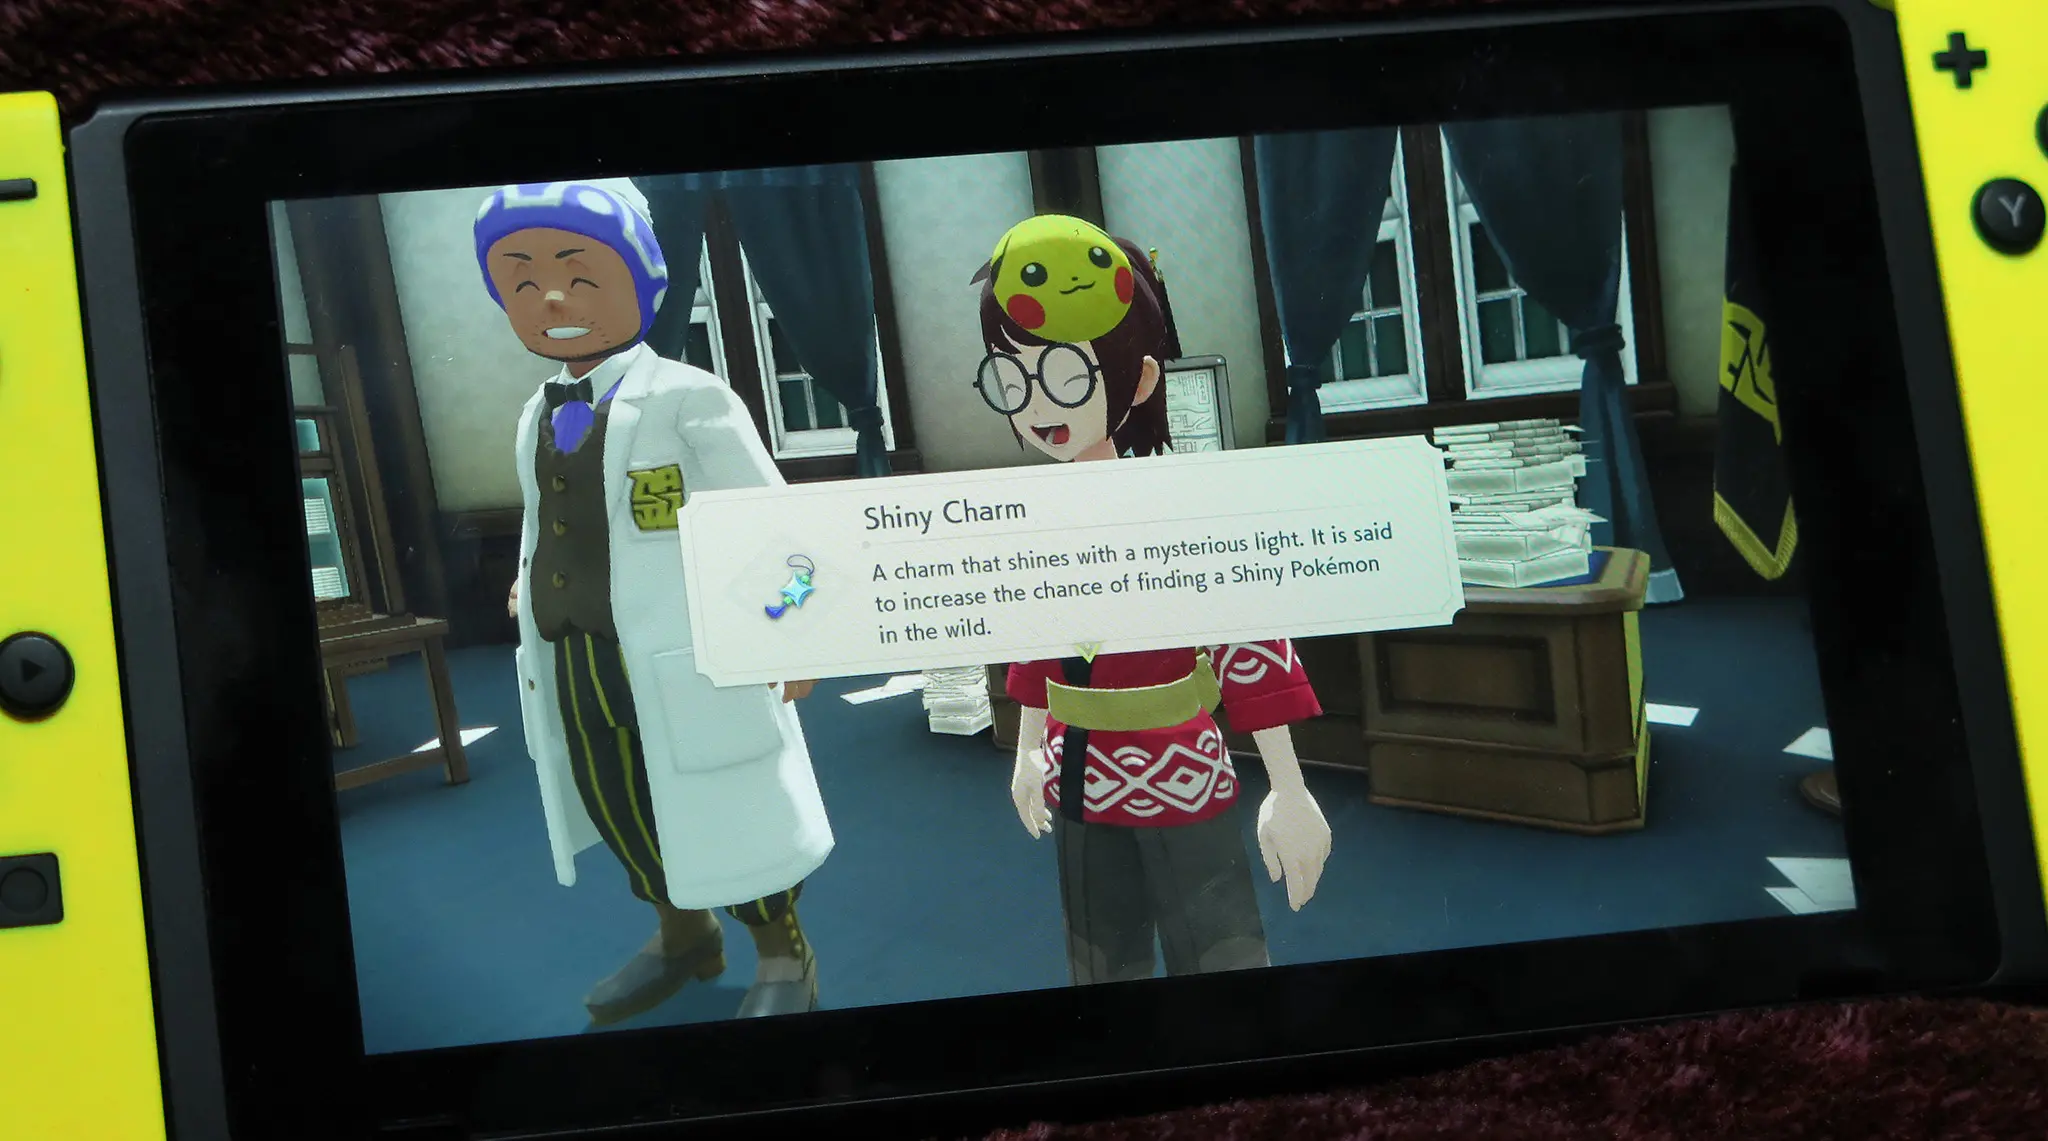 Shiny Charm
A charm that shines with a mysterious light. It is said
to increase the chance of finding a Shiny Pokémon
in the wild.
Y